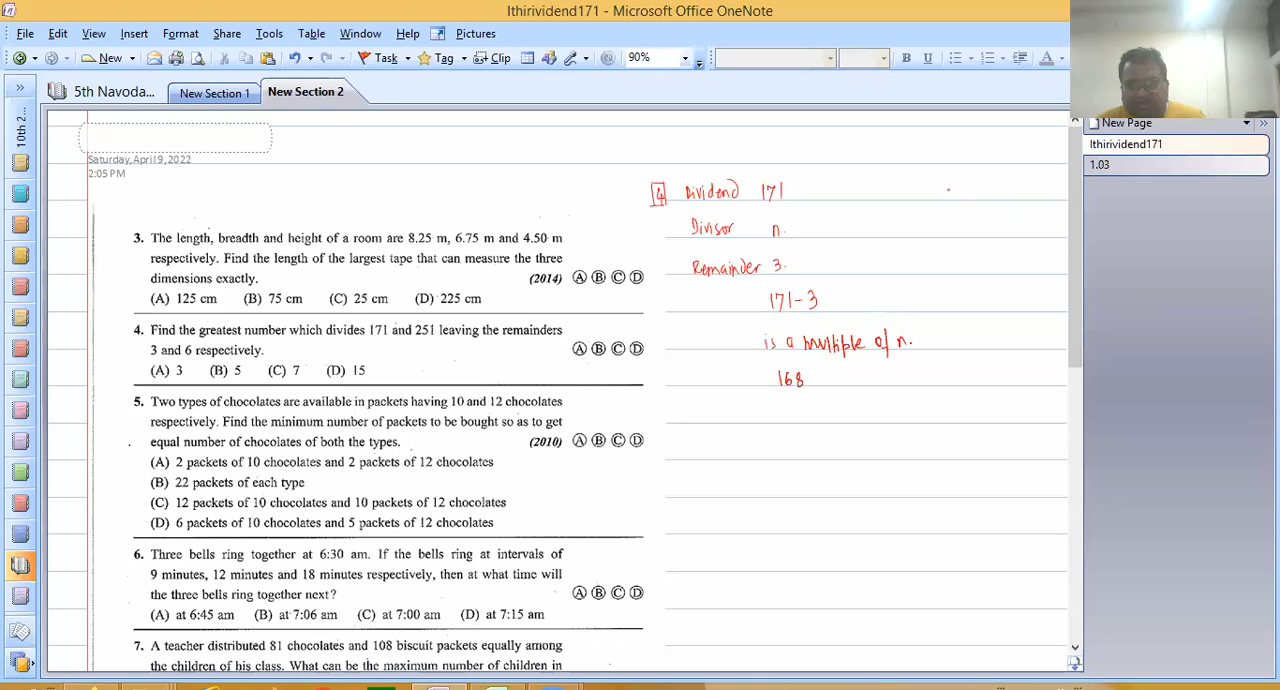 Ithirividend171 - Microsoft Office OneNote
File Edit View Insert Format Share Tools Table Window Help Pictures
New Task Tag Clip 90% B U A
5th Navoda... New Section 1 New Section 2
10th 2...
New Page
Ithirividend171
1.03
Saturday, April 9, 2022
2:05 PM
3. The length, breadth and height of a room are 8.25 m, 6.75 m and 4.50 m
respectively. Find the length of the largest tape that can measure the three
dimensions exactly. (2014) A B C D
(A) 125 cm (B) 75 cm (C) 25 cm (D) 225 cm
4. Find the greatest number which divides 171 and 251 leaving the remainders
3 and 6 respectively. A B C D
(A) 3 (B) 5 (C) 7 (D) 15
5. Two types of chocolates are available in packets having 10 and 12 chocolates
respectively. Find the minimum number of packets to be bought so as to get
equal number of chocolates of both the types. (2010) A B C D
(A) 2 packets of 10 chocolates and 2 packets of 12 chocolates
(B) 22 packets of each type
(C) 12 packets of 10 chocolates and 10 packets of 12 chocolates
(D) 6 packets of 10 chocolates and 5 packets of 12 chocolates
6. Three bells ring together at 6:30 am. If the bells ring at intervals of
9 minutes, 12 minutes and 18 minutes respectively, then at what time will
the three bells ring together next? A B C D
(A) at 6:45 am (B) at 7:06 am (C) at 7:00 am (D) at 7:15 am
7. A teacher distributed 81 chocolates and 108 biscuit packets equally among
the children of his class. What can be the maximum number of children in
4 Dividend 171
Divisor n.
Remainder 3.
171-3
is a multiple of n.
168